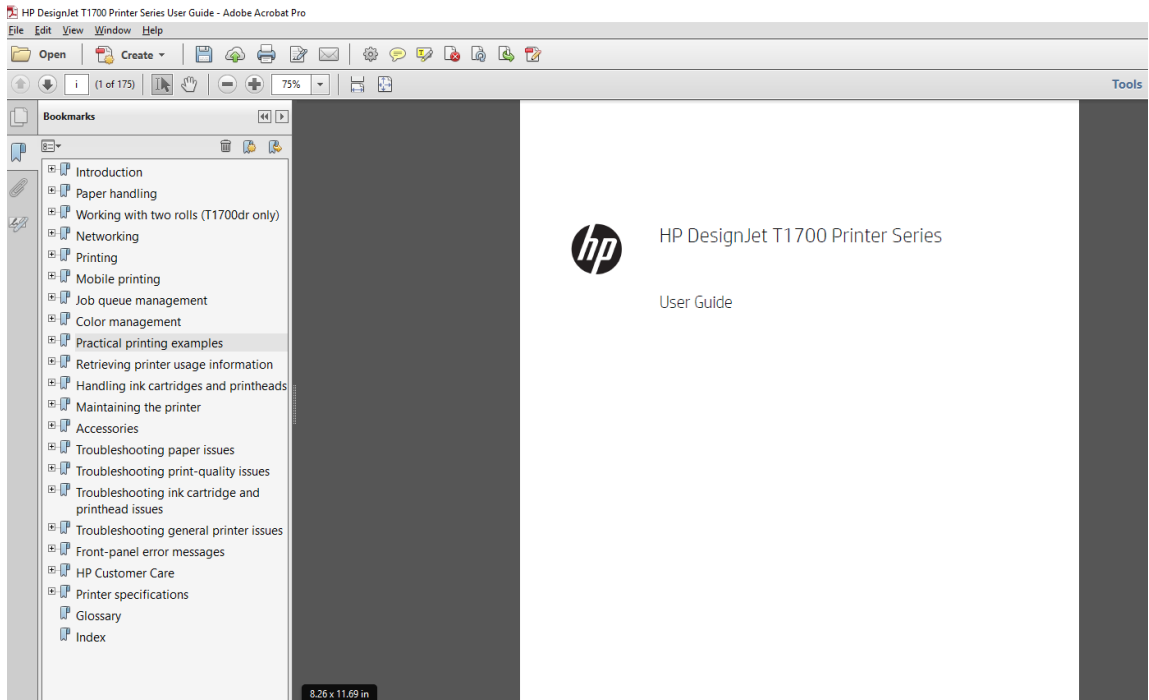 HP DesignJet T1700 Printer Series User Guide - Adobe Acrobat Pro
File Edit View Window Help
Open Create
i (1 of 175) 75% Tools
Bookmarks
Introduction
Paper handling
Working with two rolls (T1700dr only)
Networking
Printing
Mobile printing
Job queue management
Color management
Practical printing examples
Retrieving printer usage information
Handling ink cartridges and printheads
Maintaining the printer
Accessories
Troubleshooting paper issues
Troubleshooting print-quality issues
Troubleshooting ink cartridge and
printhead issues
Troubleshooting general printer issues
Front-panel error messages
HP Customer Care
Printer specifications
Glossary
Index
8.26 x 11.69 in
hp
HP DesignJet T1700 Printer Series
User Guide